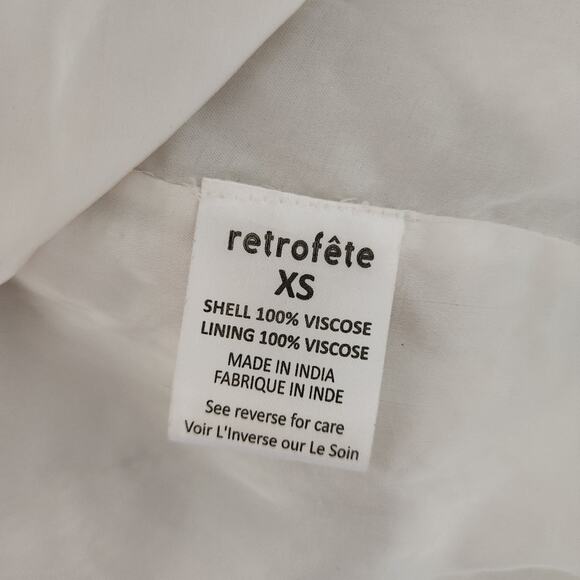 retrofête
XS
SHELL 100% VISCOSE
LINING 100% VISCOSE
MADE IN INDIA
FABRIQUE IN INDE
See reverse for care
Voir L'Inverse our Le Soin